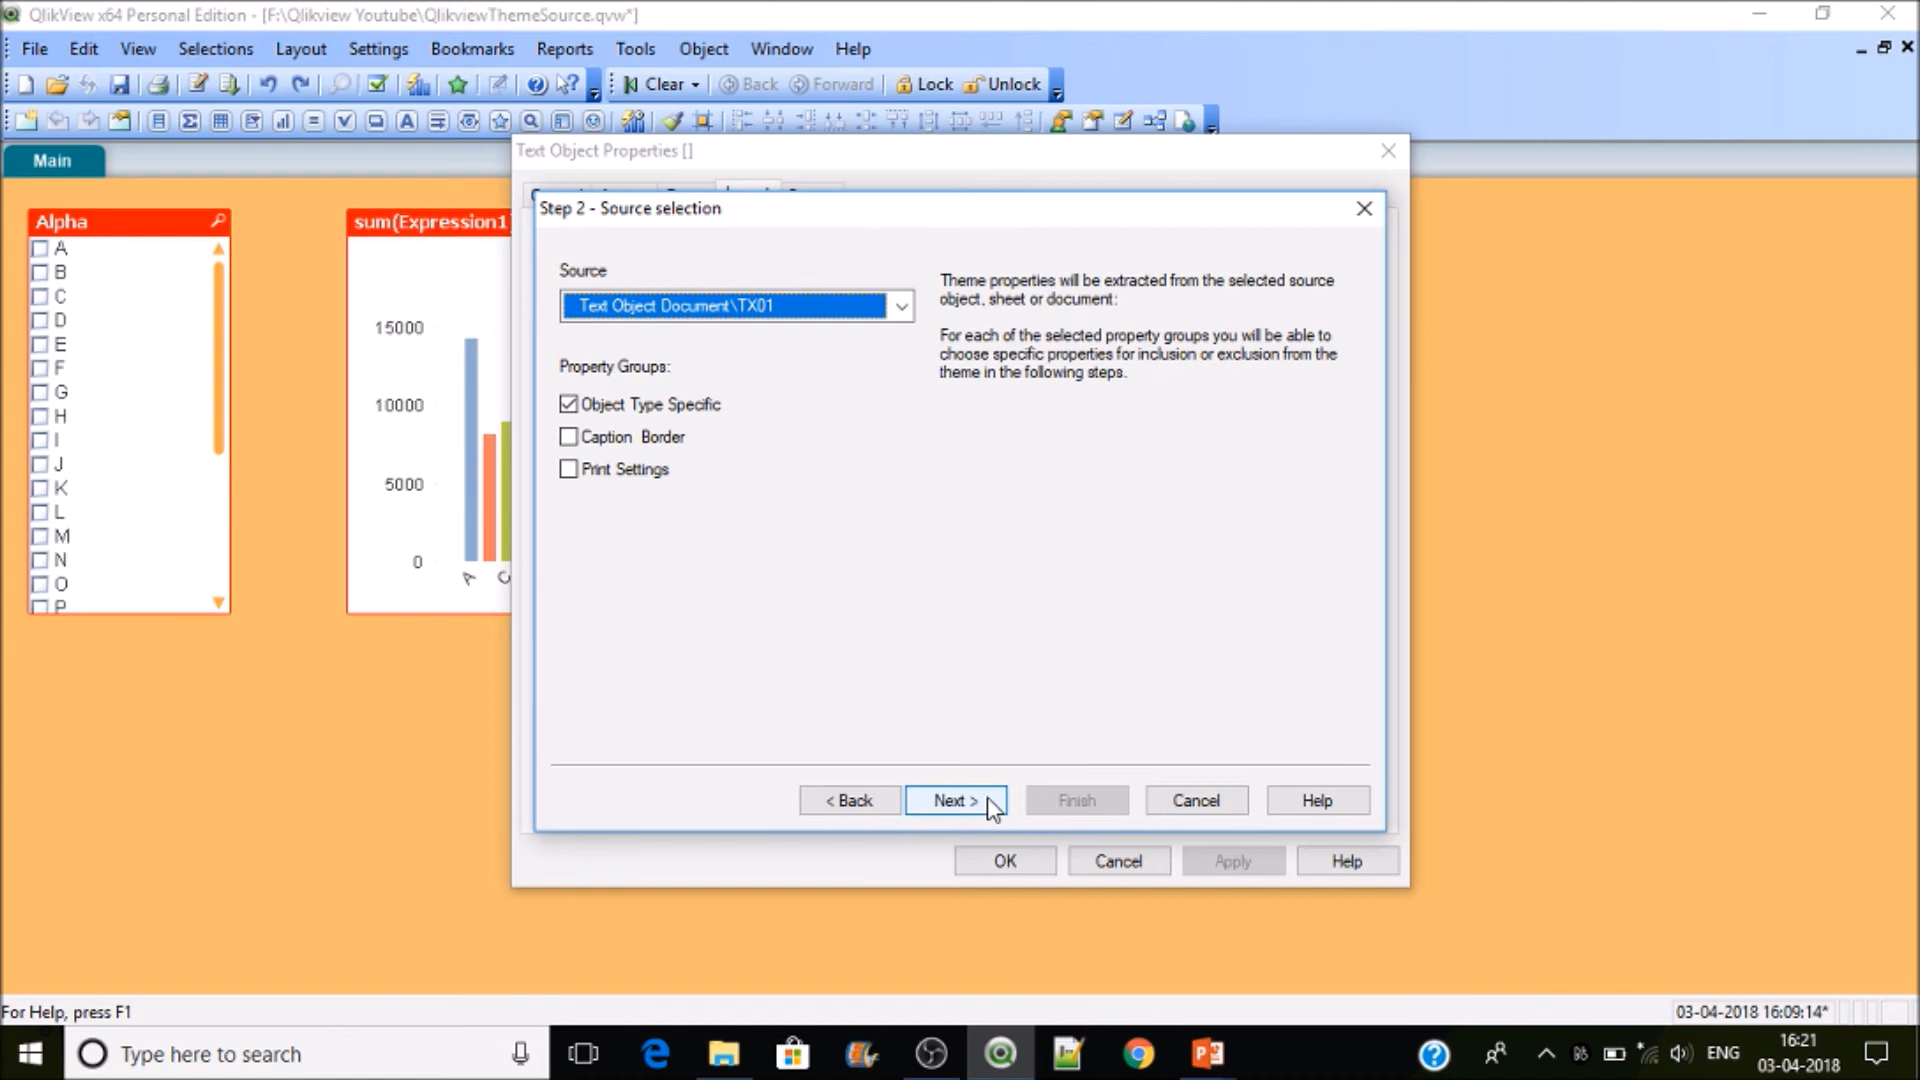 QlikView x64 Personal Edition - [F:\Qlikview Youtube\QlikviewThemeSource.qvw*]
File Edit View Selections Layout Settings Bookmarks Reports Tools Object Window Help
Clear Back Forward Lock Unlock
Main
Text Object Properties []
Step 2 - Source selection
Alpha
A
B
C
D
E
F
G
H
I
J
K
L
M
N
O
P
sum(Expression1)
15000
10000
5000
0
A
C
Source
Text Object Document\TX01
Property Groups:
Object Type Specific
Caption Border
Print Settings
Theme properties will be extracted from the selected source
object, sheet or document:
For each of the selected property groups you will be able to
choose specific properties for inclusion or exclusion from the
theme in the following steps.
< Back Next > Finish Cancel Help
OK Cancel Apply Help
For Help, press F1
03-04-2018 16:09:14*
Type here to search
ENG
16:21
03-04-2018